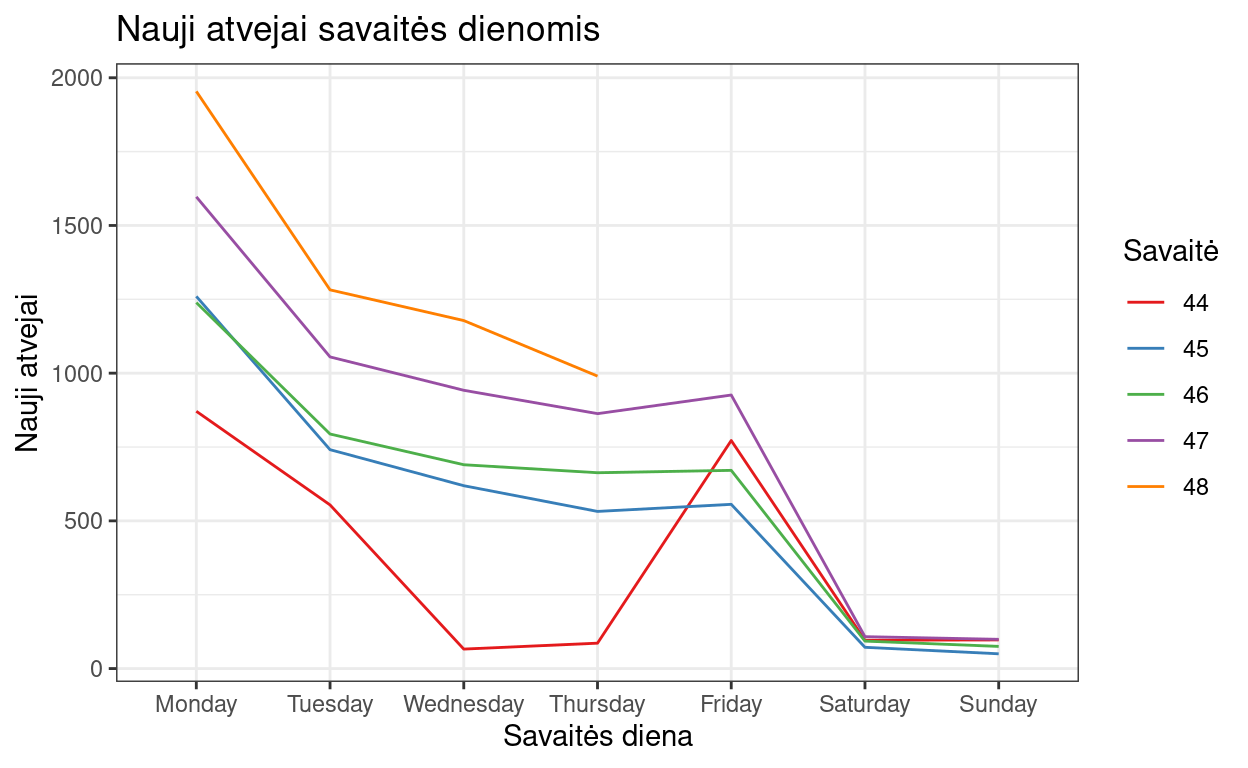 Nauji atvejai savaitės dienomis
2000
1500
1000
500
0
Nauji atvejai
Monday Tuesday Wednesday Thursday Friday Saturday Sunday
Savaitės diena
Savaitė
44
45
46
47
48